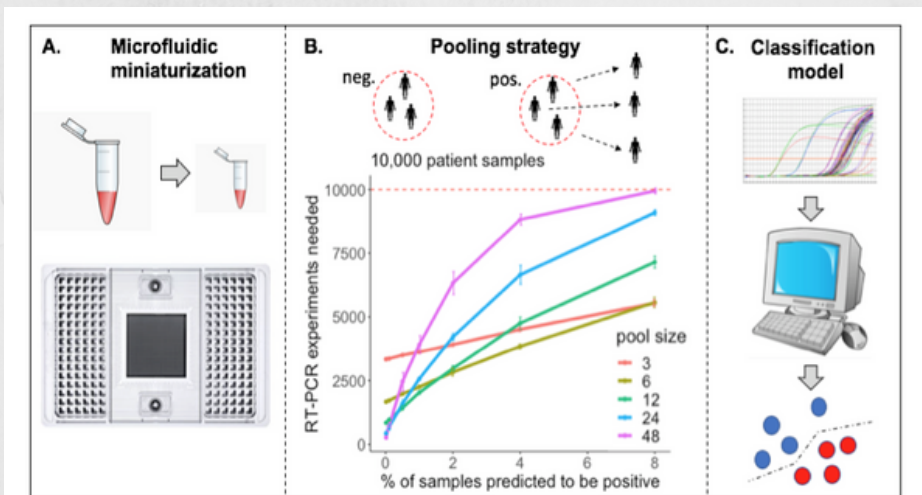 A. Microfluidic
miniaturization
B. Pooling strategy
neg.
pos.
10,000 patient samples
RT-PCR experiments needed
10000
7500
5000
2500
0
0 2 4 6 8
% of samples predicted to be positive
pool size
3
6
12
24
48
C. Classification
model